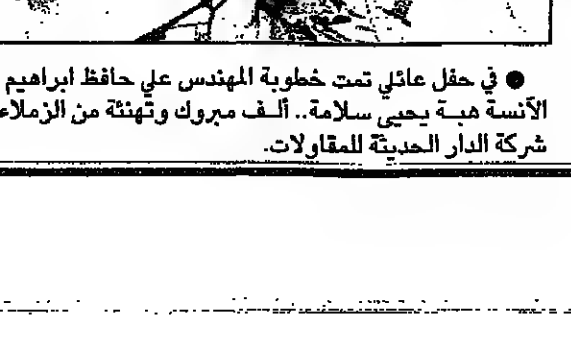 ● في حفل عائلي تمت خطوبة المهندس علي حافظ ابراهيم
الآنسة هبة يحيى سلامة.. ألف مبروك وتهنئة من الزملاء
شركة الدار الحديثة للمقاولات.